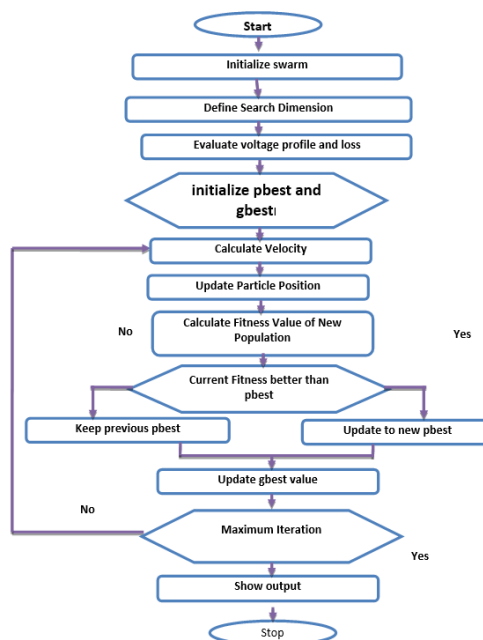 Start
Initialize swarm
Define Search Dimension
Evaluate voltage profile and loss
initialize pbest and
gbest
Calculate Velocity
Update Particle Position
No
Calculate Fitness Value of New
Population
Yes
Current Fitness better than
pbest
Keep previous pbest
Update to new pbest
Update gbest value
No
Maximum Iteration
Yes
Show output
Stop